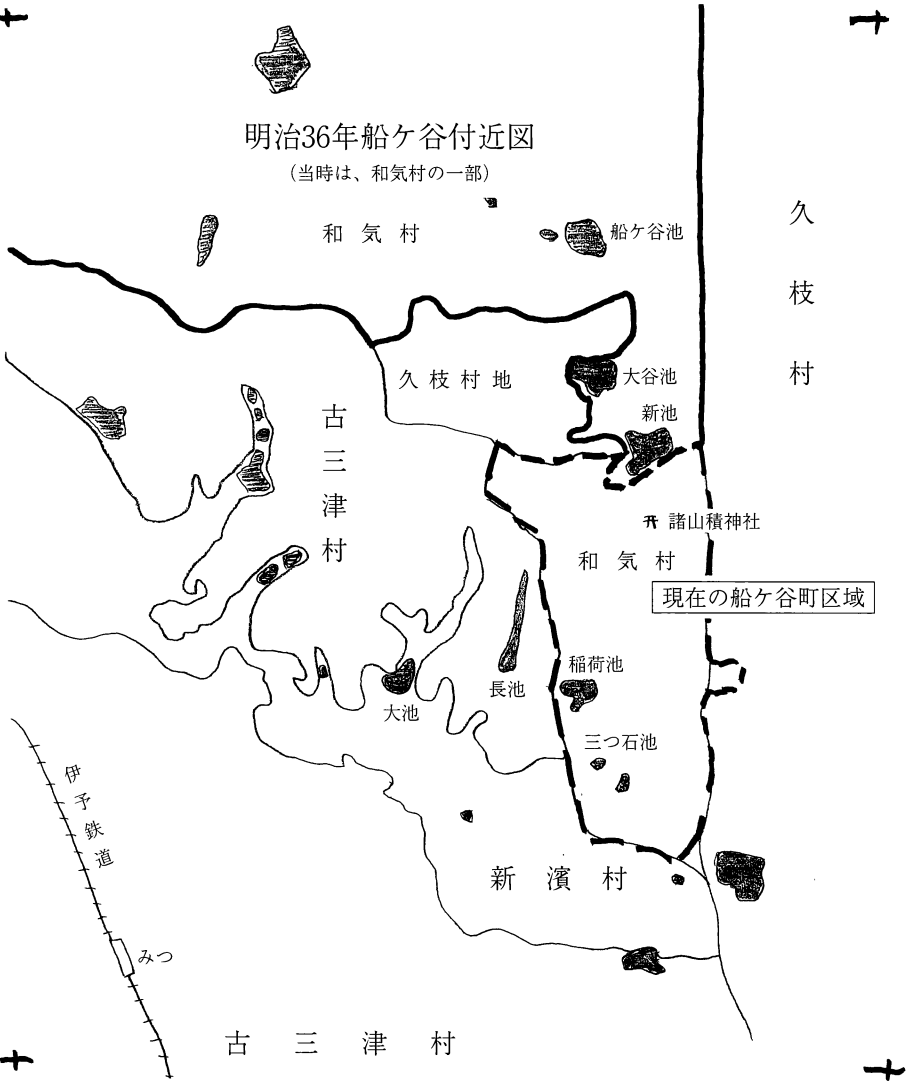 明治36年船ケ谷付近図
(当時は、和気村の一部)
和気村
船ケ谷池
久枝村
久枝村地
大谷池
新池
古三津村
諸山積神社
和気村
現在の船ケ谷町区域
稲荷池
長池
大池
三つ石池
伊予鉄道
新濱村
みつ
古三津村